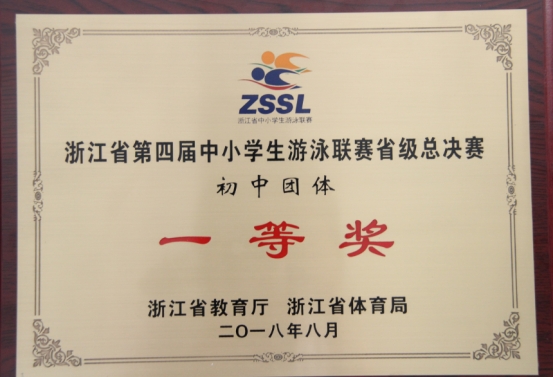 ZSSL
浙江省中小学生游泳联赛
浙江省第四届中小学生游泳联赛省级总决赛
初中团体
一等奖
浙江省教育厅 浙江省体育局
二〇一八年八月